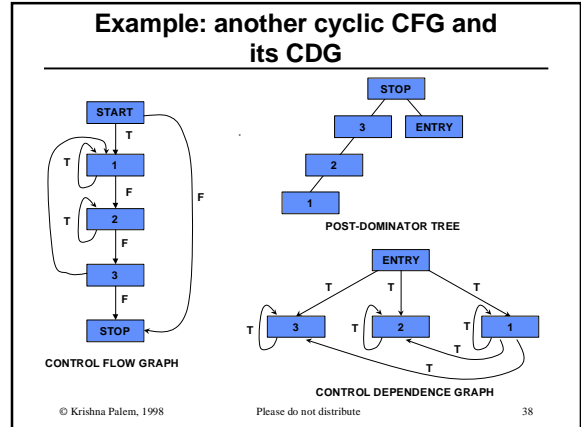 Example: another cyclic CFG and
its CDG
START
T
T
1
F
F
T
2
F
3
F
STOP
CONTROL FLOW GRAPH
STOP
3
ENTRY
2
1
POST-DOMINATOR TREE
ENTRY
T
T
T
T
3
T
2
T
1
T
T
CONTROL DEPENDENCE GRAPH
© Krishna Palem, 1998
Please do not distribute
38